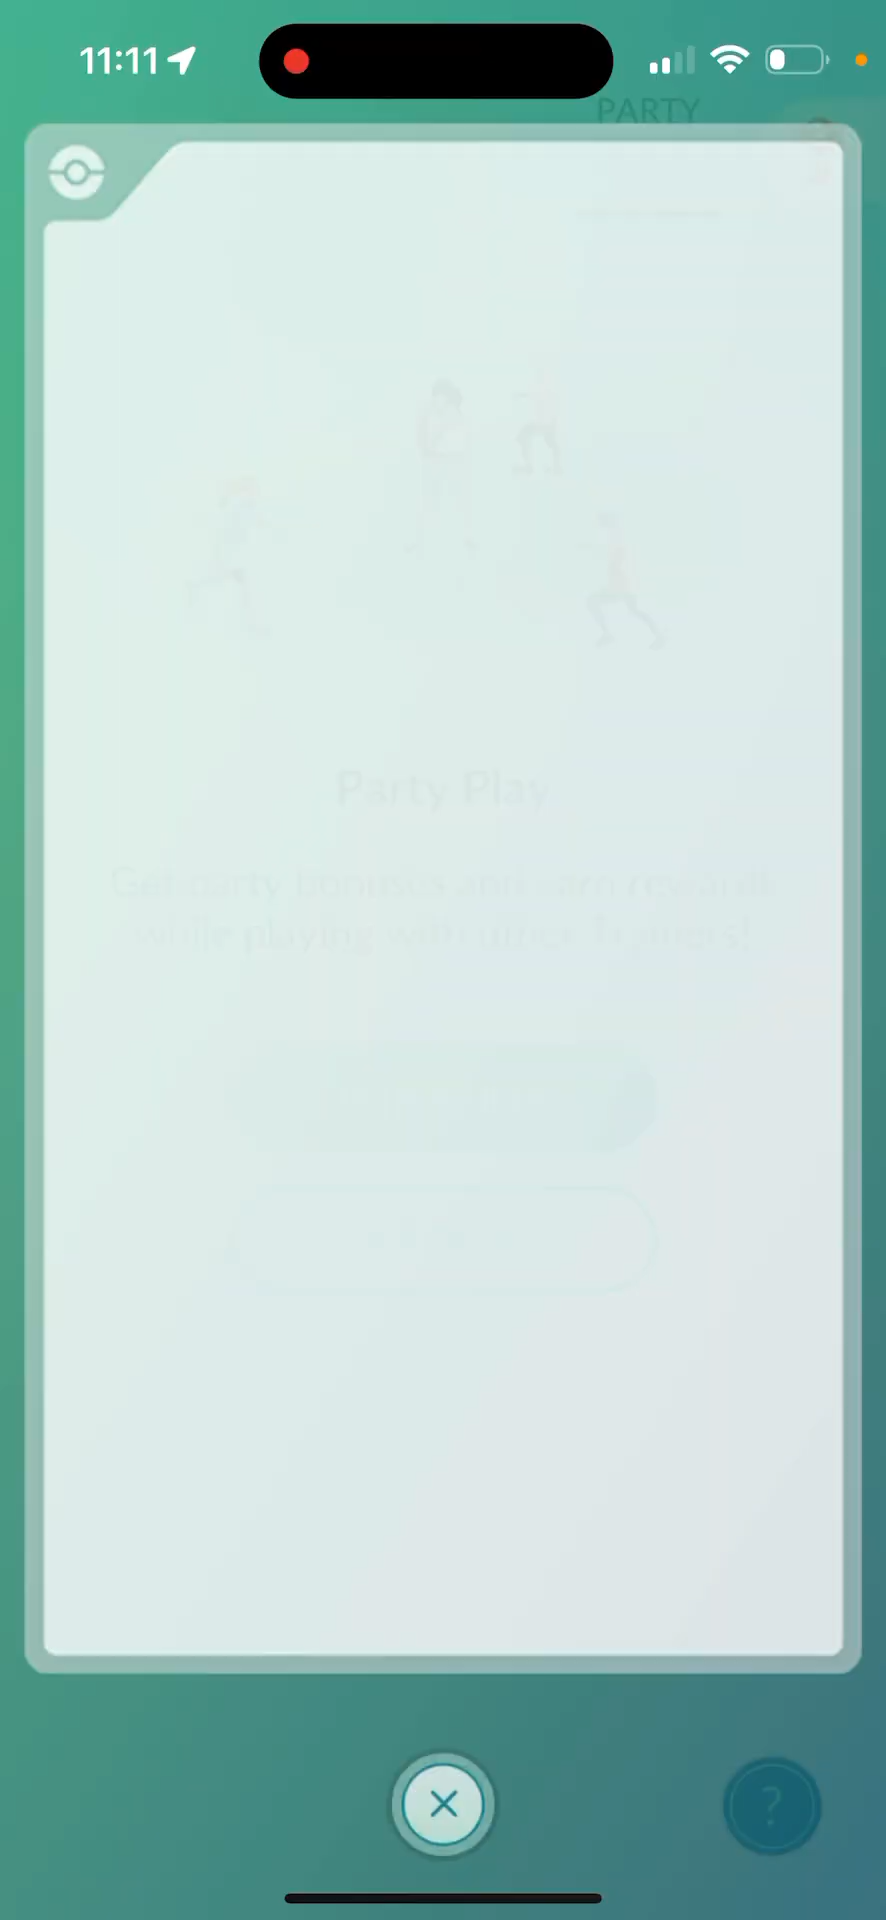 11:11
PARTY
Party Play
Get party bonuses and earn rewards
while playing with other Trainers!
?